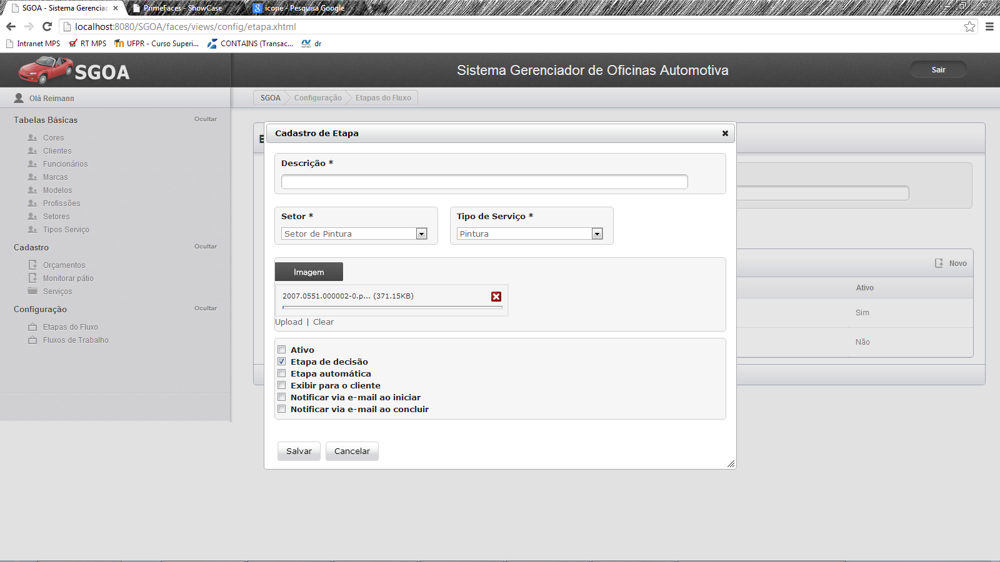 SGOA - Sistema Gerenciac
PrimeFaces - ShowCase
icone - Pesquisa Google
localhost:8080/SGOA/faces/views/config/etapa.xhtml
Intranet MPS
RT MPS
UFPR - Curso Superi...
CONTAINS (Transac...
dr
SGOA
Sistema Gerenciador de Oficinas Automotiva
Sair
Olá Reimann
SGOA
Configuração
Etapas do Fluxo
Tabelas Básicas
Ocultar
Cores
Clientes
Funcionários
Marcas
Modelos
Profissões
Setores
Tipos Serviço
Cadastro
Ocultar
Orçamentos
Monitorar pátio
Serviços
Configuração
Ocultar
Etapas do Fluxo
Fluxos de Trabalho
Cadastro de Etapa
Descrição *
Setor *
Setor de Pintura
Tipo de Serviço *
Pintura
Imagem
2007.0551.000002-0.p... (371.15KB)
Upload | Clear
Ativo
Etapa de decisão
Etapa automática
Exibir para o cliente
Notificar via e-mail ao iniciar
Notificar via e-mail ao concluir
Salvar
Cancelar
Novo
Ativo
Sim
Não